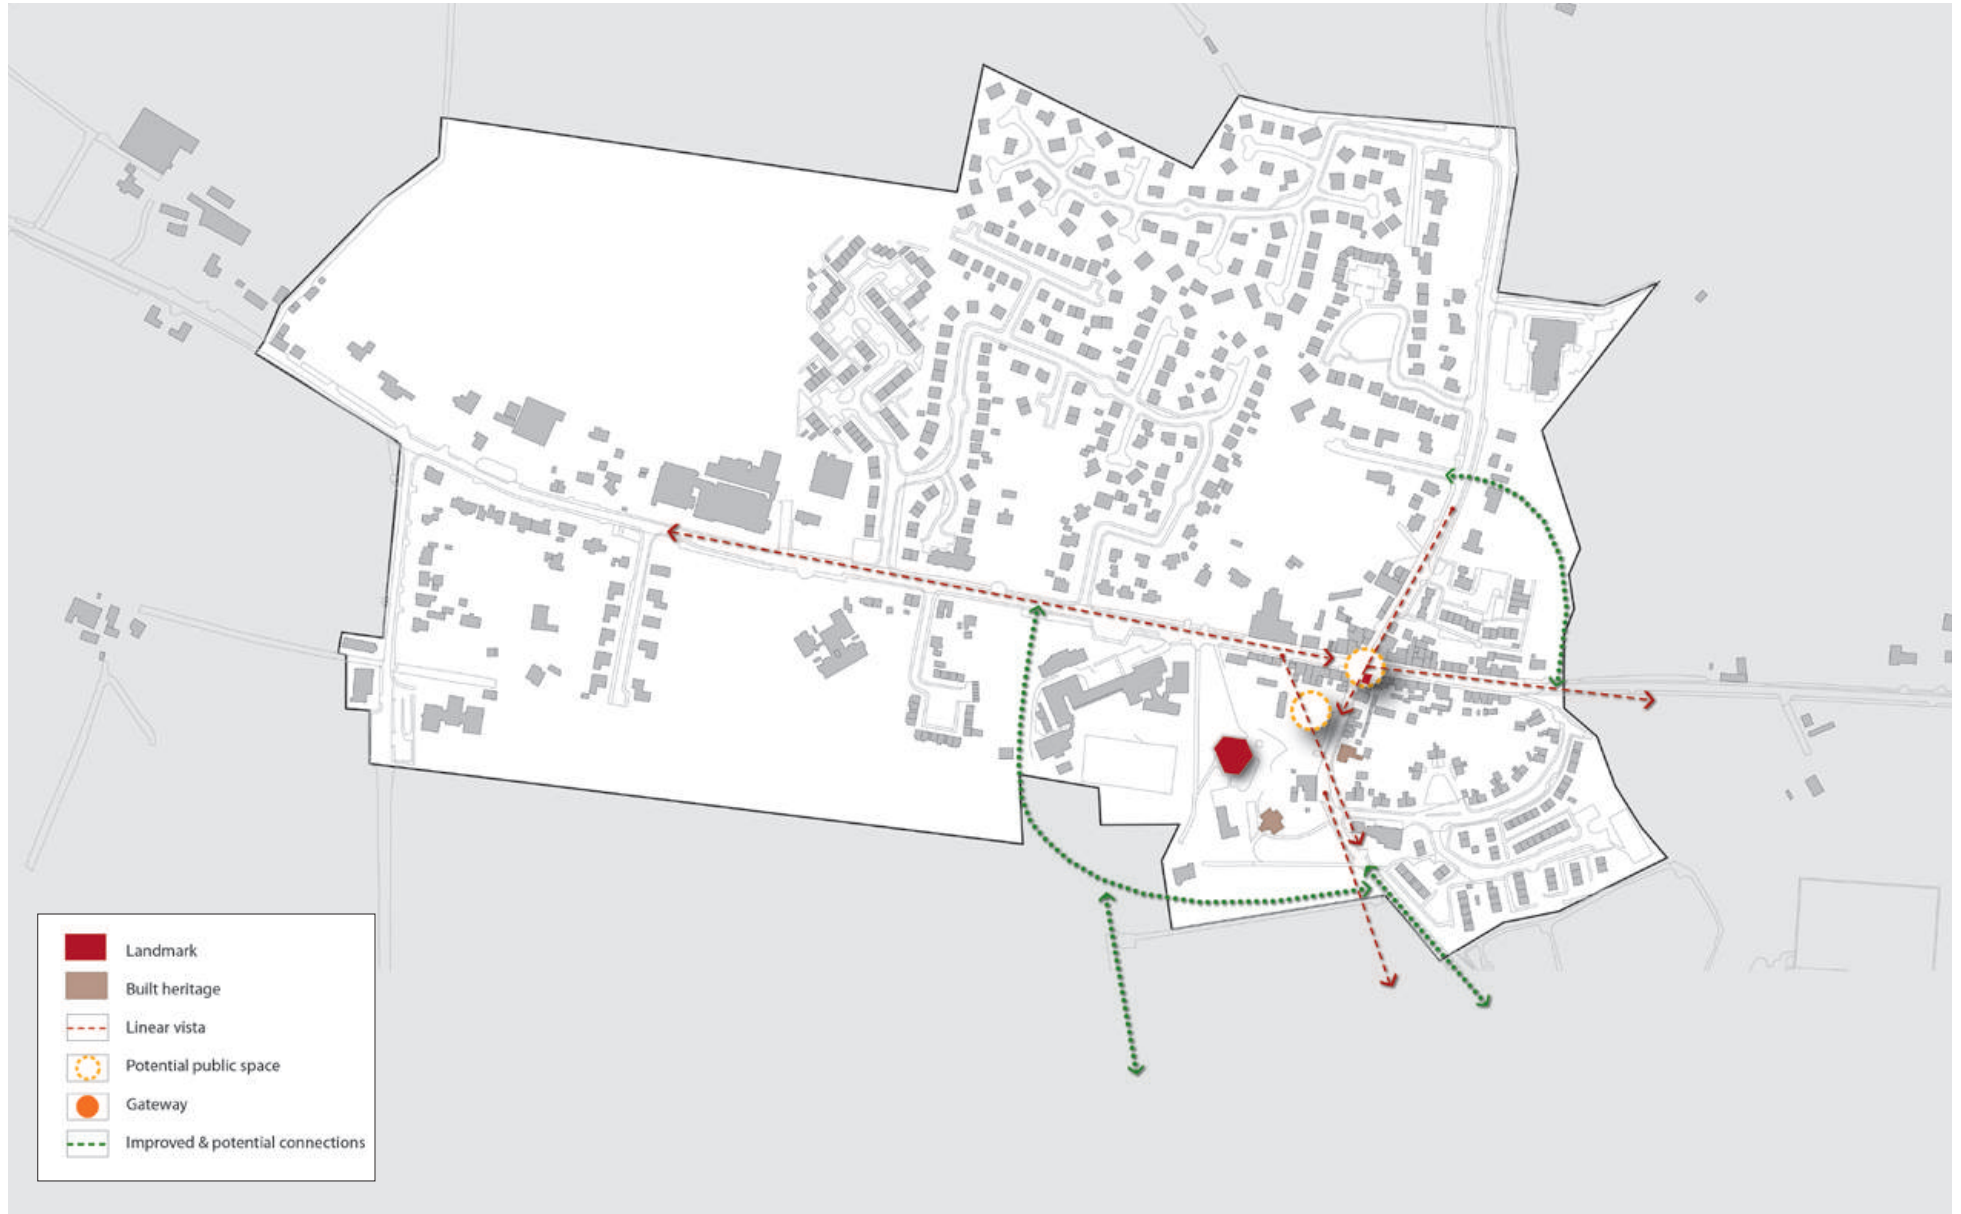 Landmark
Built heritage
Linear vista
Potential public space
Gateway
Improved & potential connections